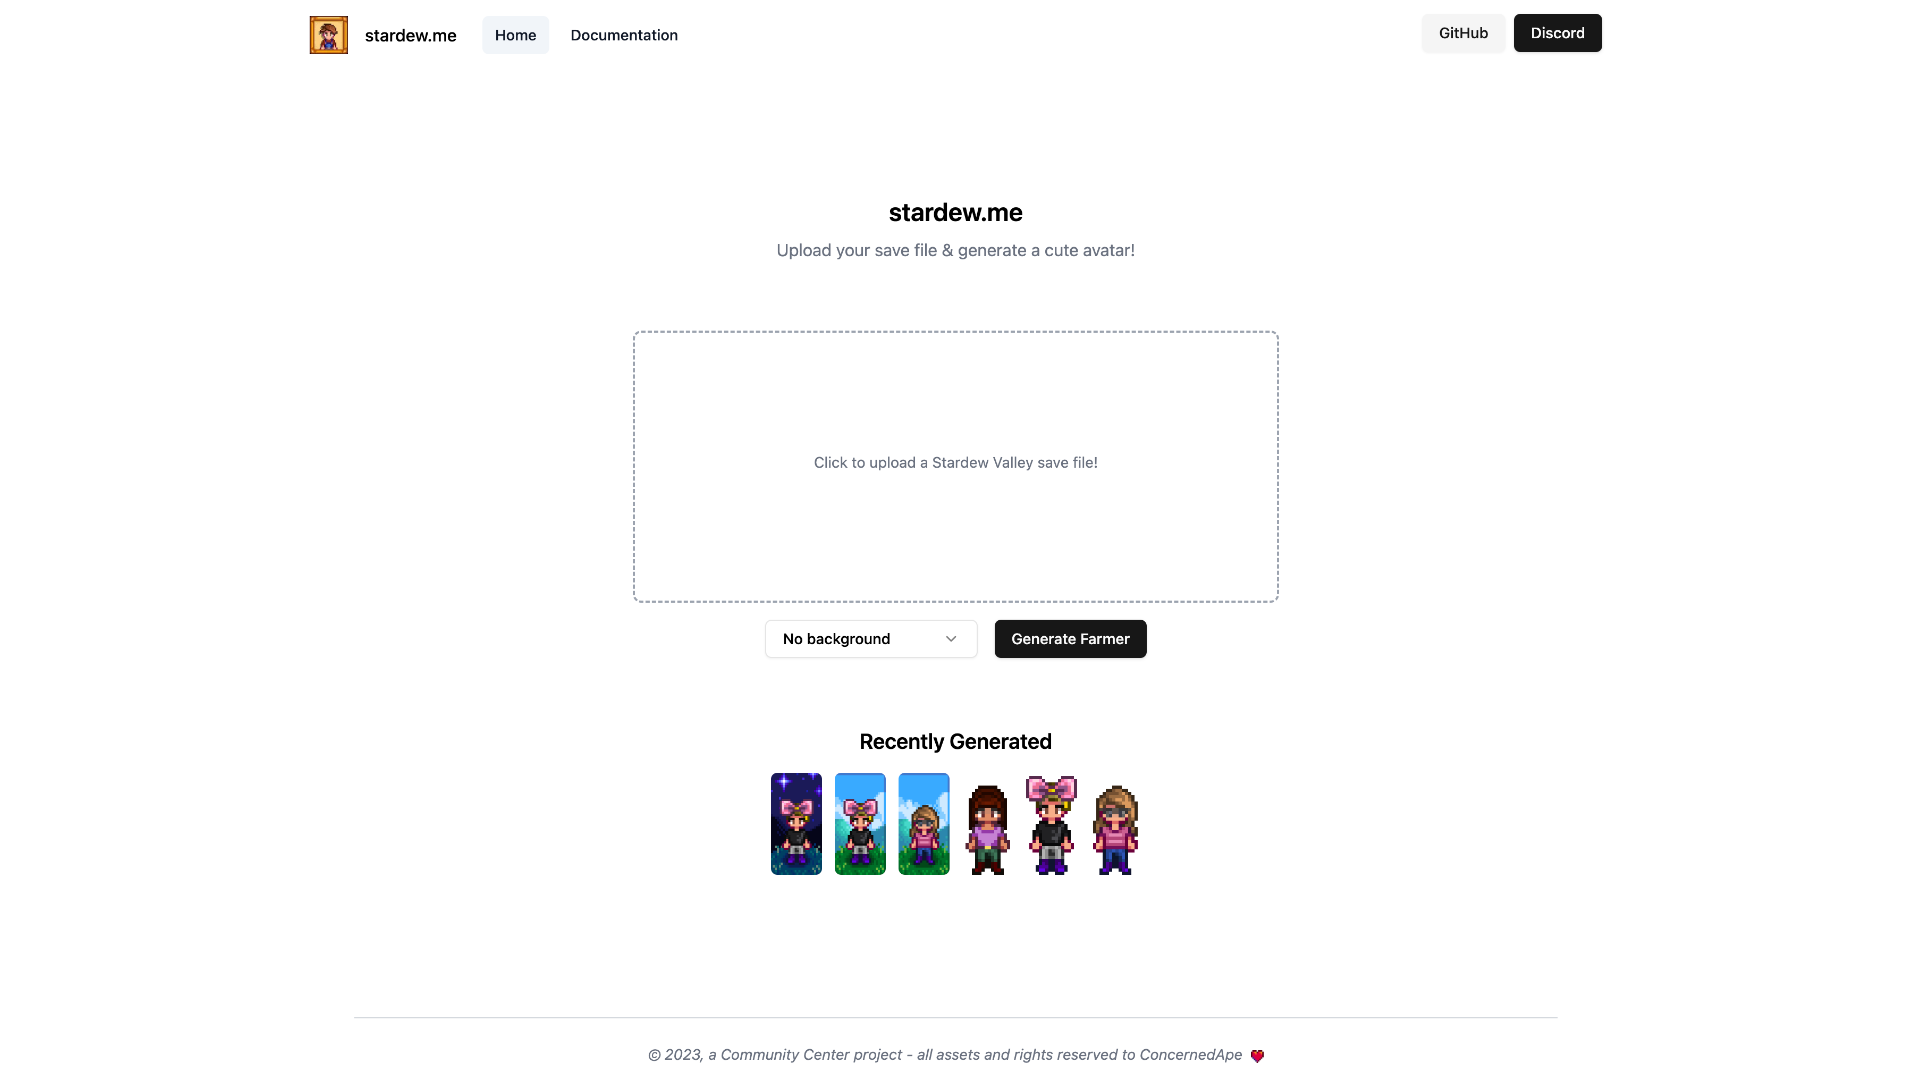 stardew.me
Home
Documentation
GitHub
Discord
stardew.me
Upload your save file & generate a cute avatar!
Click to upload a Stardew Valley save file!
No background
Generate Farmer
Recently Generated
© 2023, a Community Center project - all assets and rights reserved to ConcernedApe